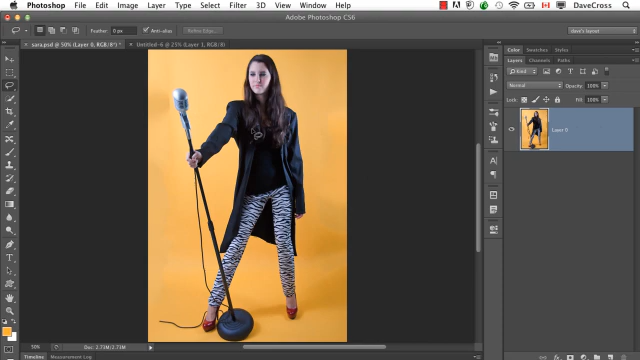 Photoshop File Edit Image Layer Type Select Filter 3D View Window Help DaveCross
Adobe Photoshop CS6
Feather: 0 px Anti-alias Refine Edge... dave's layout
sara.psd @ 50% (Layer 0, RGB/8*) * Untitled-6 @ 25% (Layer 1, RGB/8)
Color Swatches Styles
Layers Channels Paths
Kind
Normal Opacity: 100%
Lock: Fill: 100%
Layer 0
50% Doc: 2.73M/2.73M
Timeline Measurement Log